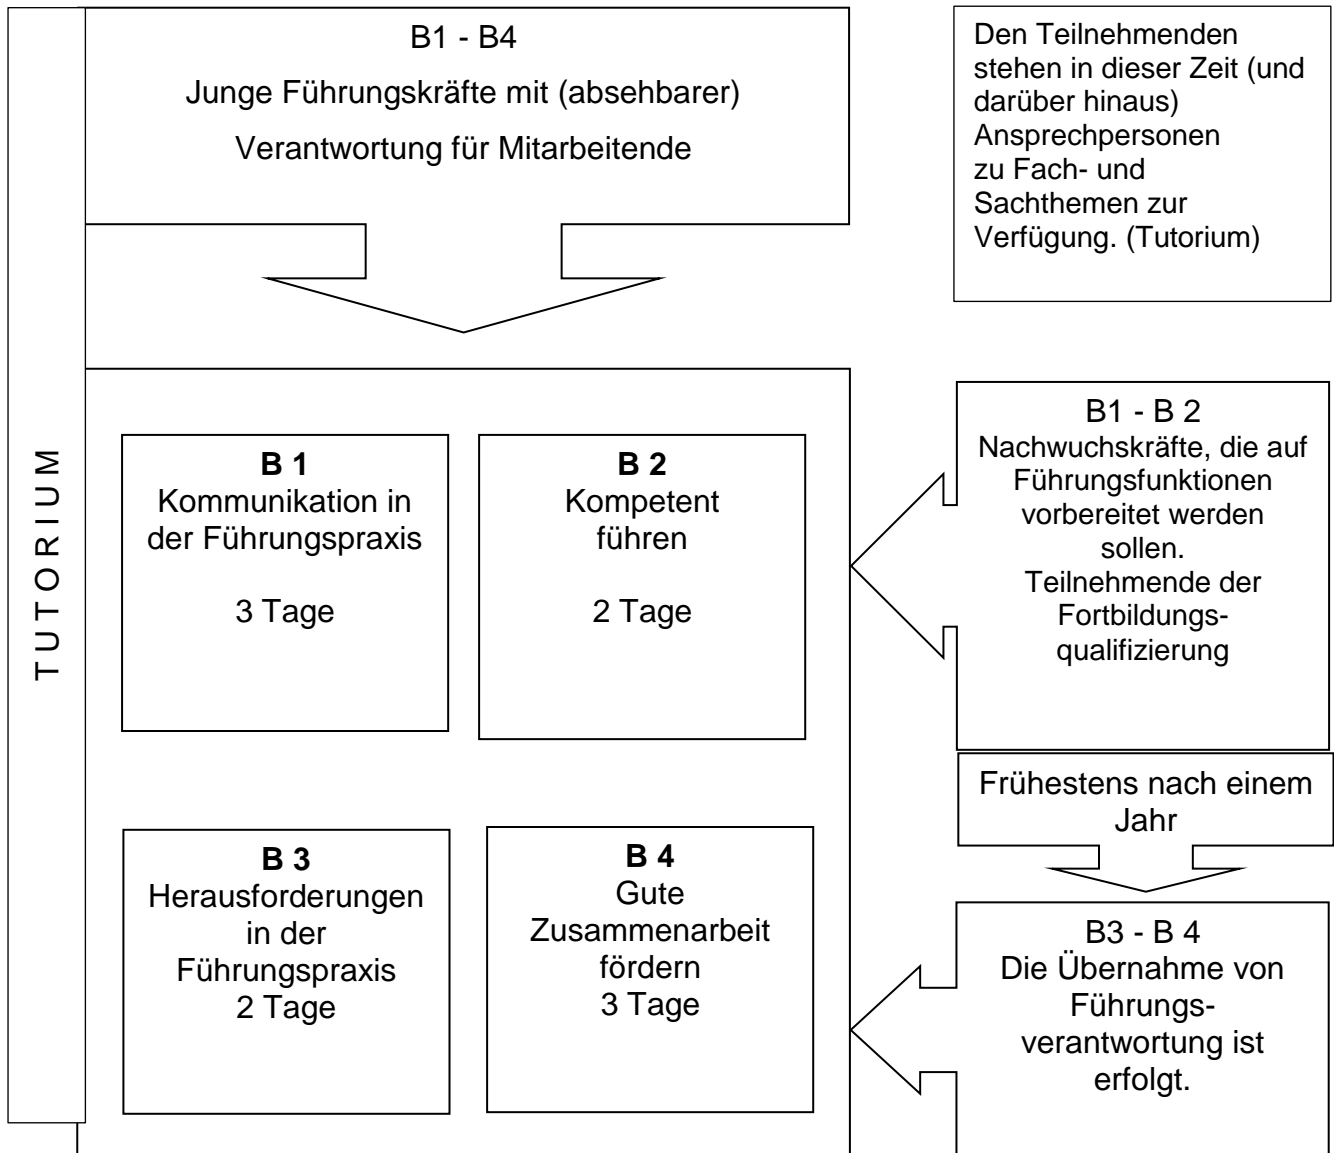 B1 - B4
Junge Führungskräfte mit (absehbarer)
Verantwortung für Mitarbeitende
Den Teilnehmenden
stehen in dieser Zeit (und
darüber hinaus)
Ansprechpersonen
zu Fach- und
Sachthemen zur
Verfügung. (Tutorium)
TUTORIUM
B 1
Kommunikation in
der Führungspraxis
3 Tage
B 2
Kompetent
führen
2 Tage
B1 - B 2
Nachwuchskräfte, die auf
Führungsfunktionen
vorbereitet werden
sollen.
Teilnehmende der
Fortbildungs-
qualifizierung
Frühestens nach einem
Jahr
B 3
Herausforderungen
in der
Führungspraxis
2 Tage
B 4
Gute
Zusammenarbeit
fördern
3 Tage
B3 - B 4
Die Übernahme von
Führungs-
verantwortung ist
erfolgt.